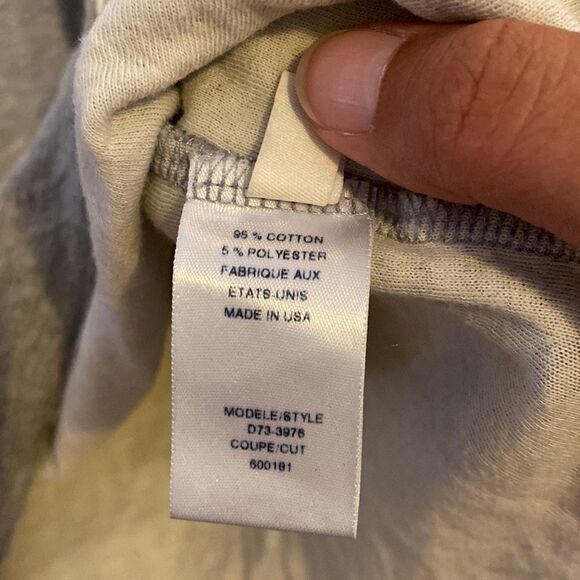 95 % COTTON
5 % POLYESTER
FABRIQUE AUX
ETATS-UNIS
MADE IN USA
MODELE/STYLE
D73-3976
COUPE/CUT
600181